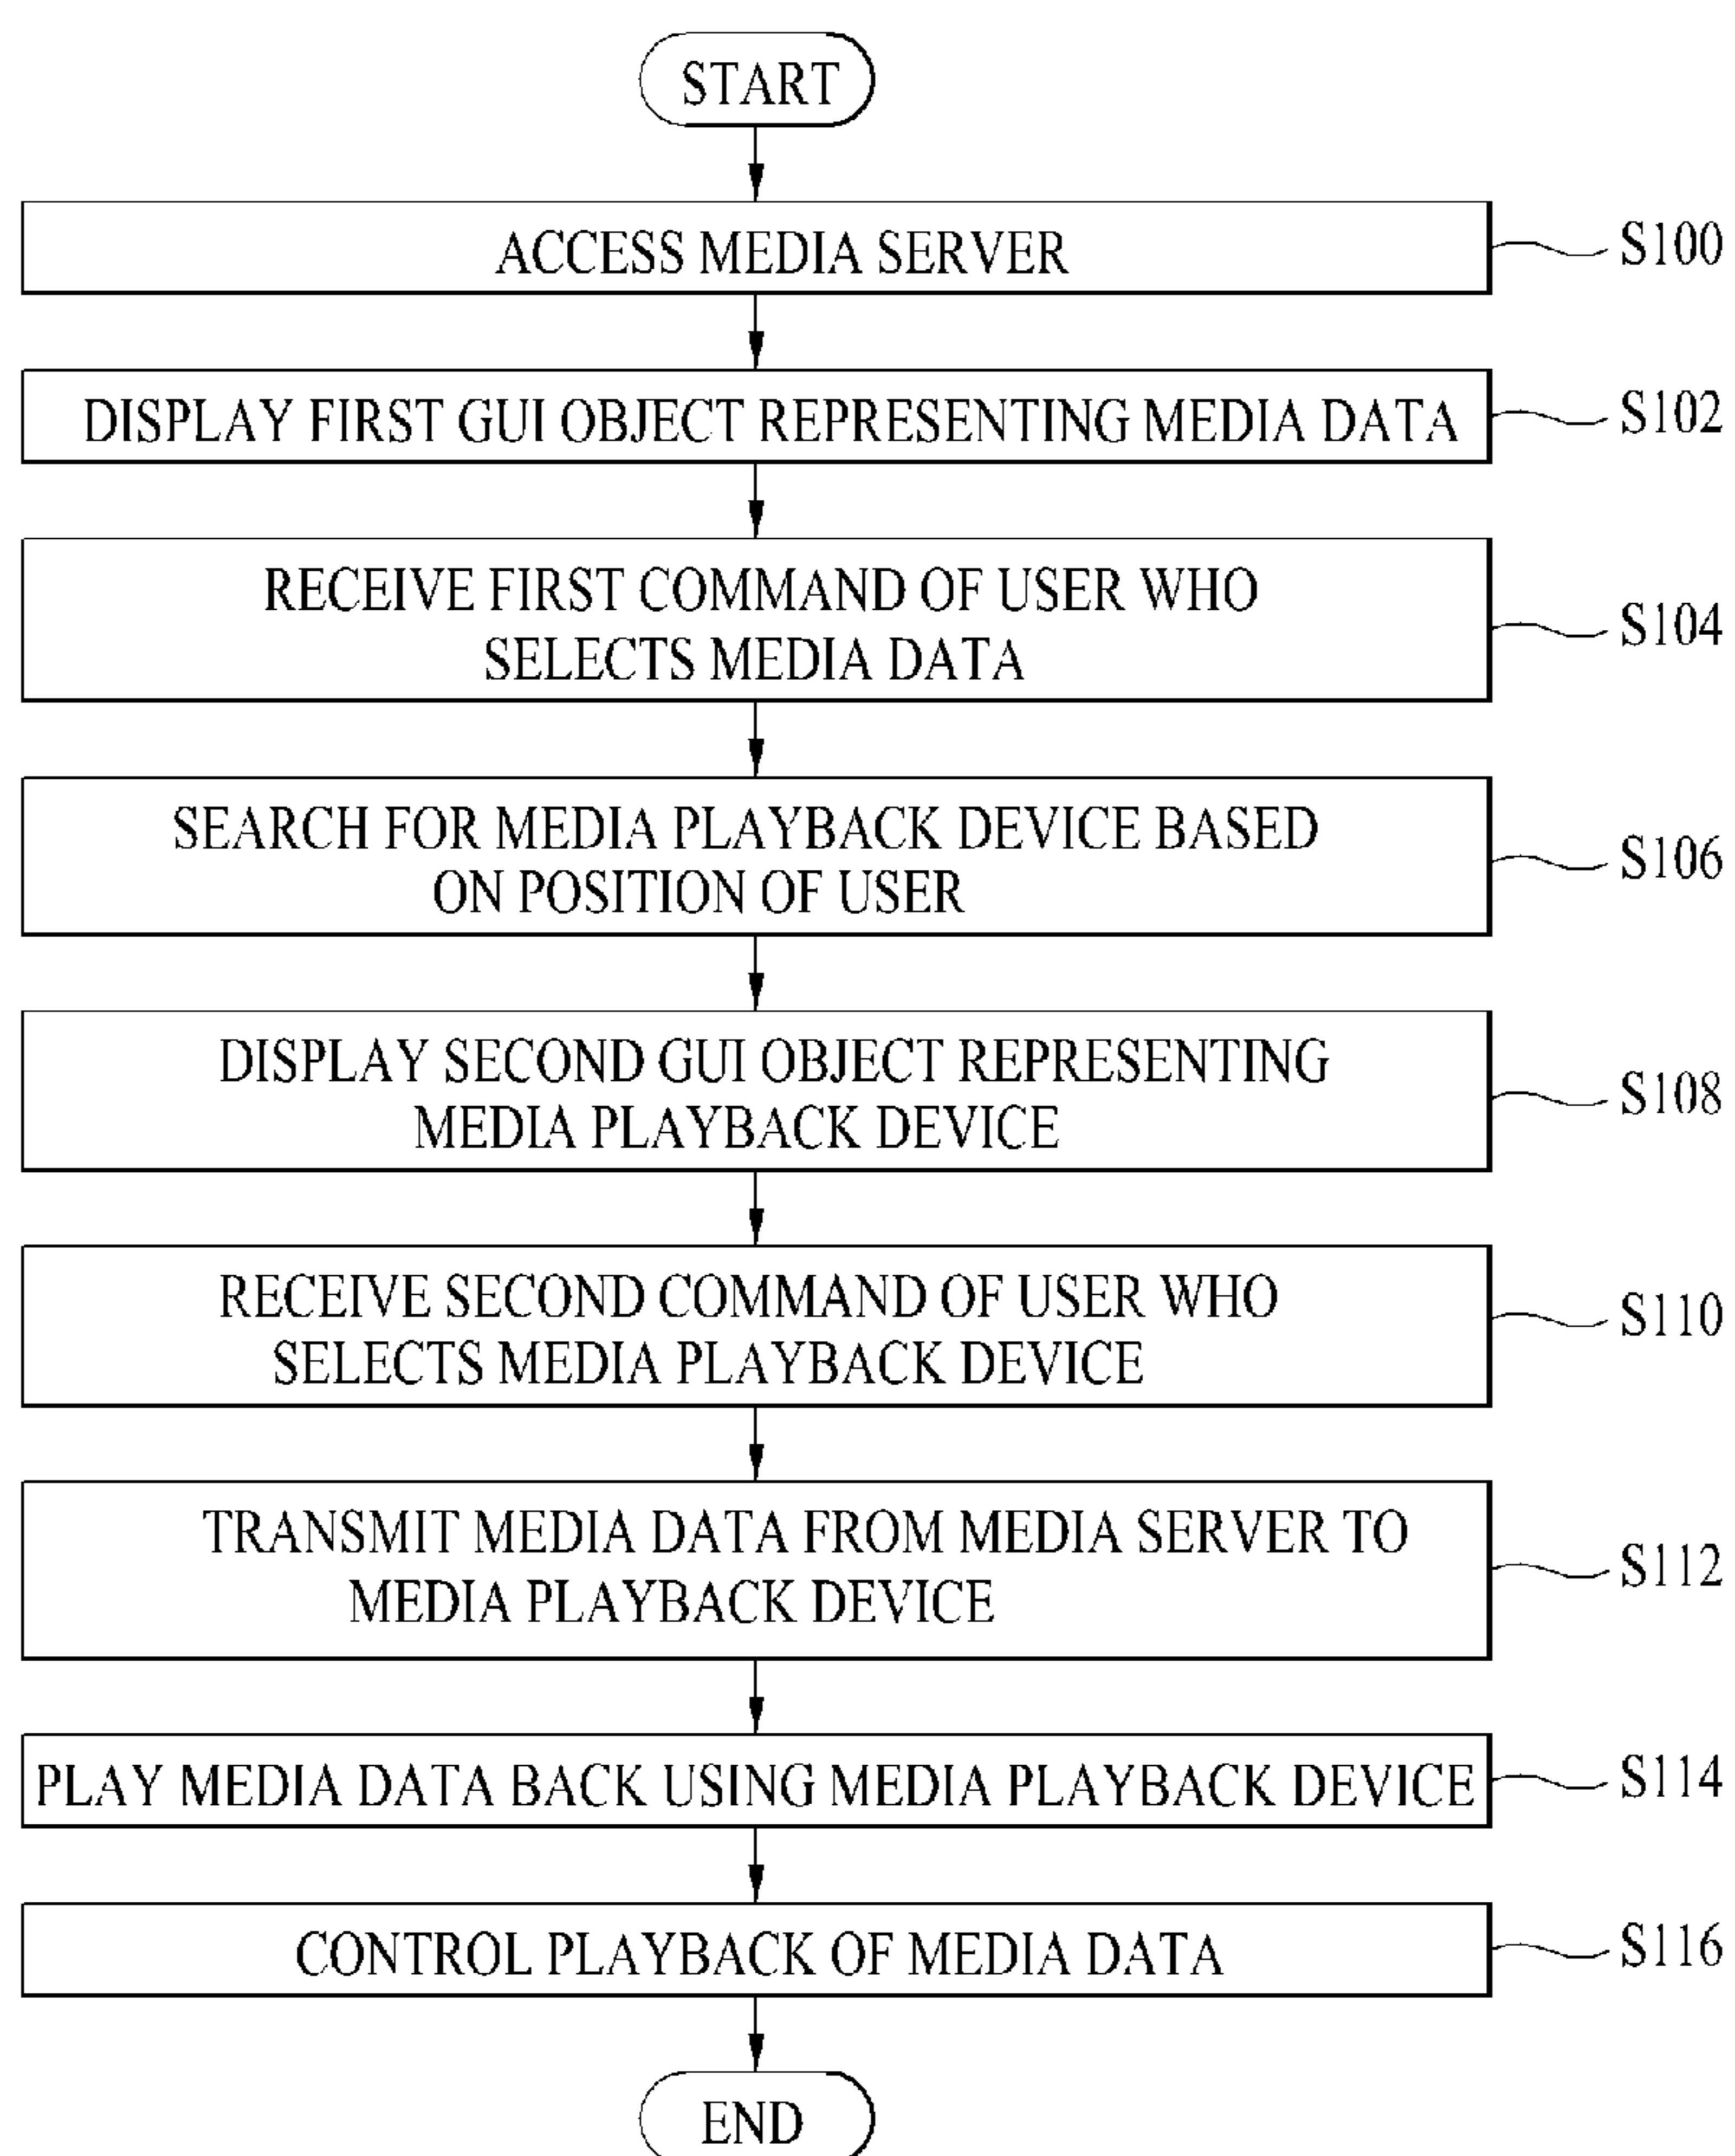 START
ACCESS MEDIA SERVER
S100
DISPLAY FIRST GUI OBJECT REPRESENTING MEDIA DATA
S102
RECEIVE FIRST COMMAND OF USER WHO
SELECTS MEDIA DATA
S104
SEARCH FOR MEDIA PLAYBACK DEVICE BASED
ON POSITION OF USER
S106
DISPLAY SECOND GUI OBJECT REPRESENTING
MEDIA PLAYBACK DEVICE
S108
RECEIVE SECOND COMMAND OF USER WHO
SELECTS MEDIA PLAYBACK DEVICE
S110
TRANSMIT MEDIA DATA FROM MEDIA SERVER TO
MEDIA PLAYBACK DEVICE
S112
PLAY MEDIA DATA BACK USING MEDIA PLAYBACK DEVICE
S114
CONTROL PLAYBACK OF MEDIA DATA
S116
END